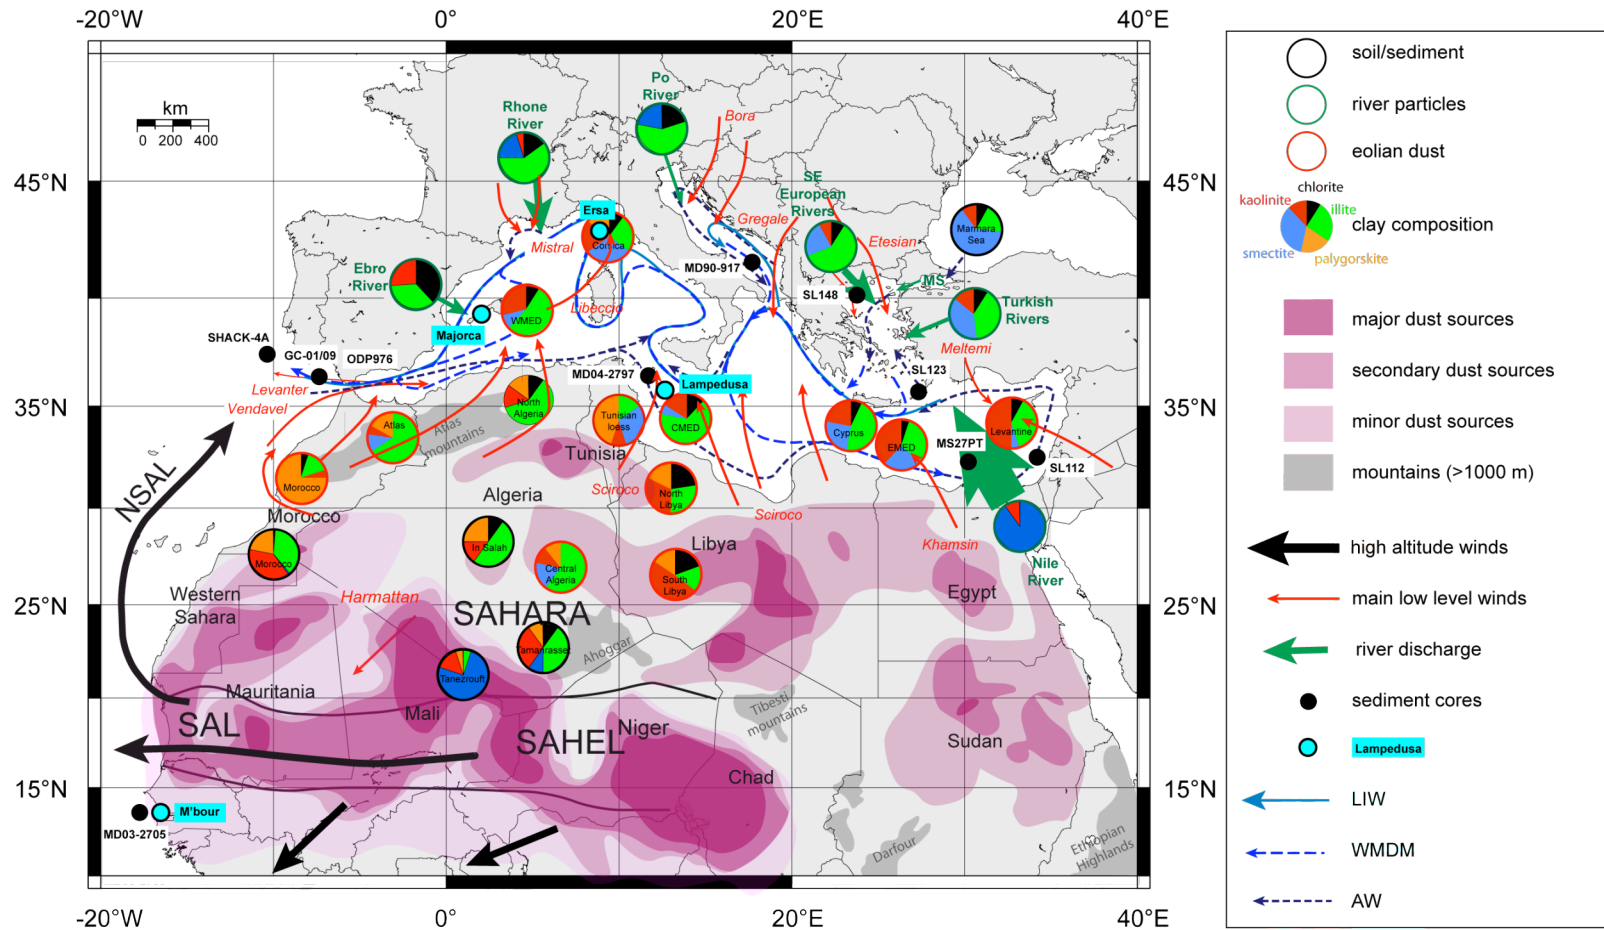 -20°W
0°
20°E
40°E
km
0 200 400
45°N
35°N
25°N
15°N
45°N
35°N
25°N
15°N
-20°W
0°
20°E
40°E
Rhone
River
Po
River
Bora
SE
European
Rivers
Gregale
Etesian
Marmara
Sea
MS
Turkish
Rivers
Meltemi
Ersa
Corsica
Mistral
Ebro
River
Majorca
WMED
Libeccio
MD90-917
SL148
SL123
SHACK-4A
GC-01/09
ODP976
Levanter
Vendavel
MD04-2797
Lampedusa
North
Algeria
Atlas
Atlas
mountains
Tunisian
loess
CMED
Cyprus
EMED
Levantine
MS27PT
SL112
Tunisia
Sciroco
North
Libya
Sciroco
Khamsin
Nile
River
NSAL
Morocco
Morocco
Morocco
Algeria
In Salah
Central
Algeria
Libya
South
Libya
Egypt
Western
Sahara
Harmattan
SAHARA
Tamanrasset
Ahoggar
Tanezrouft
Mauritania
Mali
SAL
SAHEL
Niger
Tibesti
mountains
Chad
Sudan
Darfour
Ethiopian
Highlands
M'bour
MD03-2705
soil/sediment
river particles
eolian dust
chlorite
kaolinite
illite
clay composition
smectite
palygorskite
major dust sources
secondary dust sources
minor dust sources
mountains (>1000 m)
high altitude winds
main low level winds
river discharge
sediment cores
Lampedusa
LIW
WMDM
AW